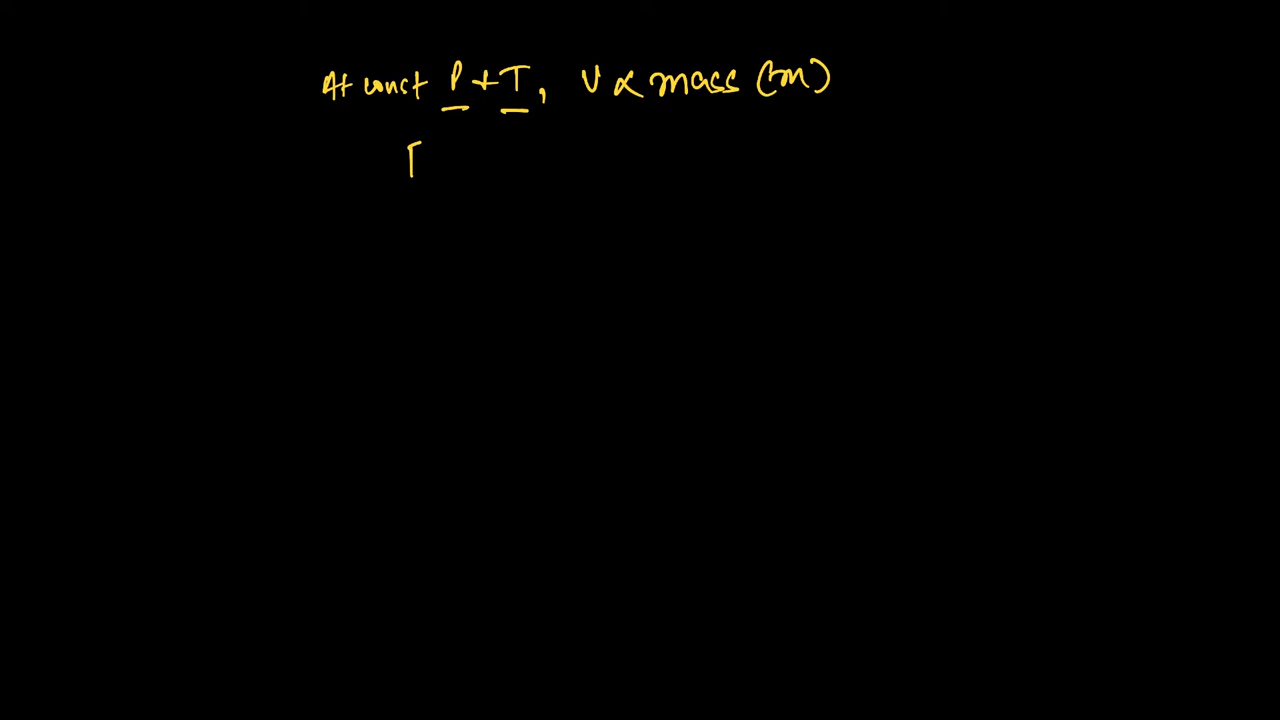 At const P + T, V ∝ mass (m)
[